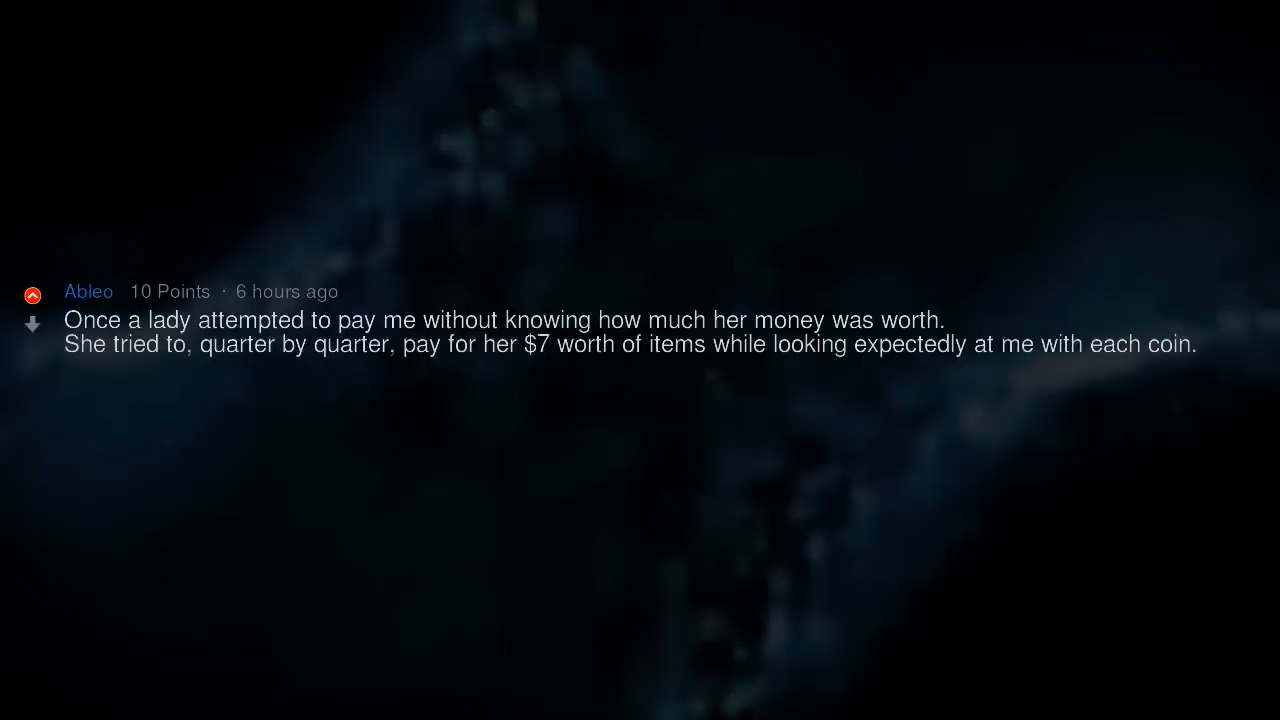 Ableo 10 Points · 6 hours ago
Once a lady attempted to pay me without knowing how much her money was worth.
She tried to, quarter by quarter, pay for her $7 worth of items while looking expectedly at me with each coin.